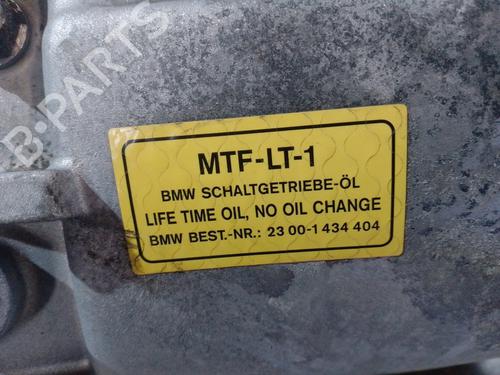 B-PARTS
MTF-LT-1
BMW SCHALTGETRIEBE-ÖL
LIFE TIME OIL, NO OIL CHANGE
BMW BEST.-NR.: 23 00-1 434 404